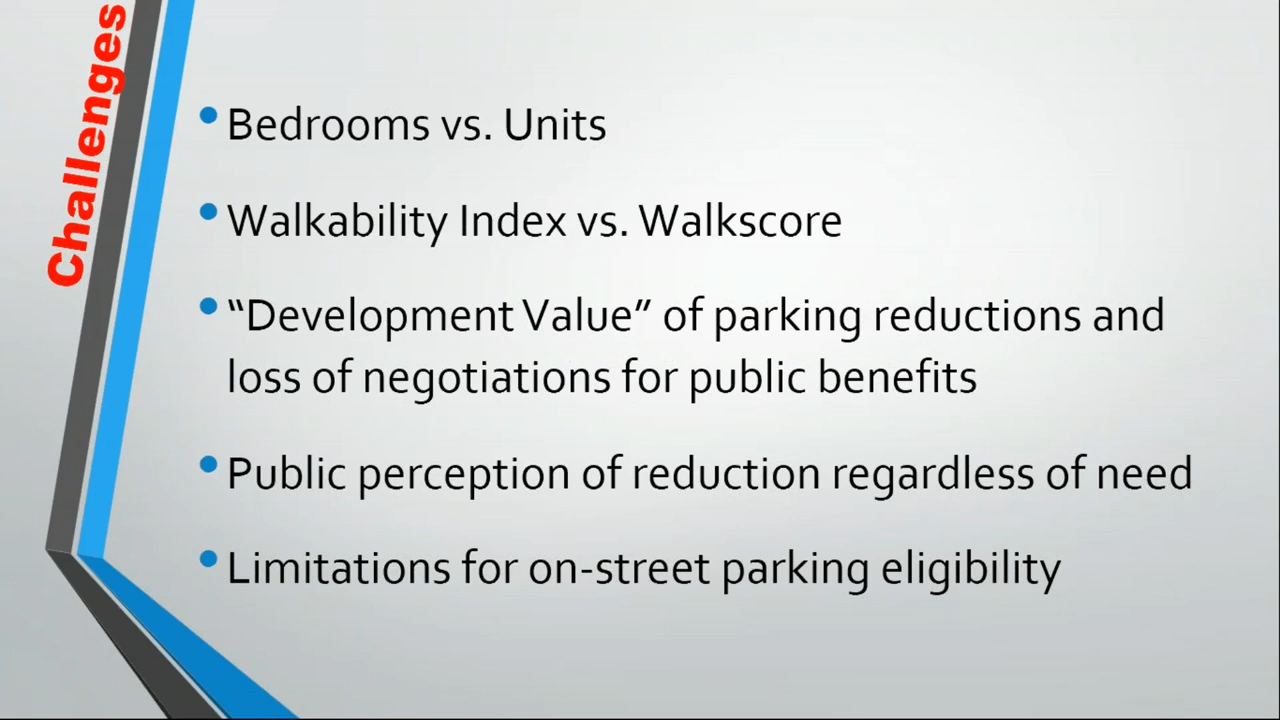 Challenges
Bedrooms vs. Units
Walkability Index vs. Walkscore
“Development Value” of parking reductions and
loss of negotiations for public benefits
Public perception of reduction regardless of need
Limitations for on-street parking eligibility